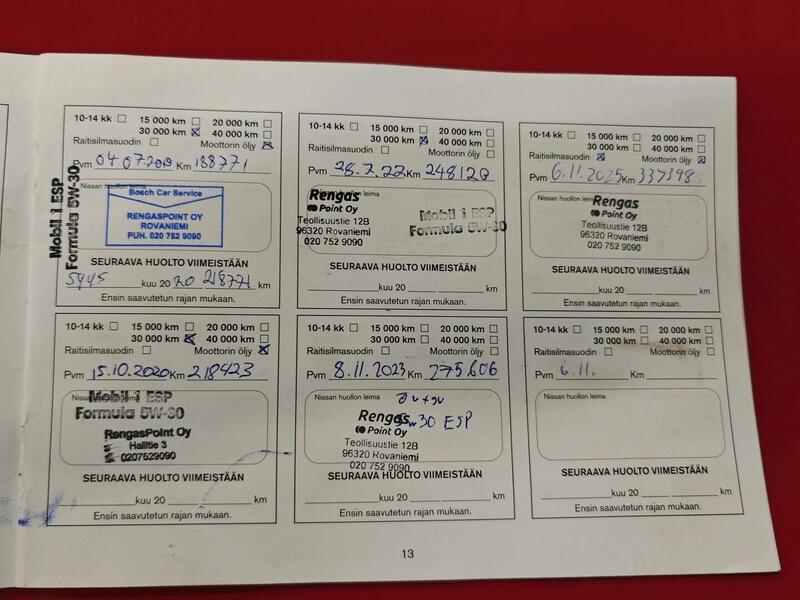 10-14 kk 15 000 km 20 000 km
30 000 km 40 000 km
Raitisilmasuodin Moottorin öljy
Pvm 04 07 2019 Km 188771
Nissan huollon leima
Mobil 1 ESP
Formula 5W-30
Bosch Car Service
RENGASPOINT OY
ROVANIEMI
PUH. 020 752 9090
SEURAAVA HUOLTO VIIMEISTÄÄN
syys kuu 20 20 218771 km
Ensin saavutetun rajan mukaan.
10-14 kk 15 000 km 20 000 km
30 000 km 40 000 km
Raitisilmasuodin Moottorin öljy
Pvm 28.7.22 Km 248120
Nissan huollon leima
Rengas
Point Oy
Teollisuustie 12B
96320 Rovaniemi
020 752 9090
Mobil 1 ESP
Formula 5W-30
SEURAAVA HUOLTO VIIMEISTÄÄN
kuu 20 km
Ensin saavutetun rajan mukaan.
10-14 kk 15 000 km 20 000 km
30 000 km 40 000 km
Raitisilmasuodin Moottorin öljy
Pvm 6.11.2025 Km 337398
Nissan huollon leima
Rengas
Point Oy
Teollisuustie 12B
96320 Rovaniemi
020 752 9090
SEURAAVA HUOLTO VIIMEISTÄÄN
kuu 20 km
Ensin saavutetun rajan mukaan.
10-14 kk 15 000 km 20 000 km
30 000 km 40 000 km
Raitisilmasuodin Moottorin öljy
Pvm 15.10.2020 Km 218423
Nissan huollon leima
Mobil 1 ESP
Formula 5W-30
RengasPoint Oy
Hallitie 3
0207529090
SEURAAVA HUOLTO VIIMEISTÄÄN
kuu 20 km
Ensin saavutetun rajan mukaan.
10-14 kk 15 000 km 20 000 km
30 000 km 40 000 km
Raitisilmasuodin Moottorin öljy
Pvm 8.11.2023 Km 275606
Nissan huollon leima
Rengas
Point Oy
5w30 ESP
Teollisuustie 12B
96320 Rovaniemi
020 752 9090
SEURAAVA HUOLTO VIIMEISTÄÄN
kuu 20 km
Ensin saavutetun rajan mukaan.
10-14 kk 15 000 km 20 000 km
30 000 km 40 000 km
Raitisilmasuodin Moottorin öljy
Pvm 6.11. Km
Nissan huollon leima
SEURAAVA HUOLTO VIIMEISTÄÄN
kuu 20 km
Ensin saavutetun rajan mukaan.
13